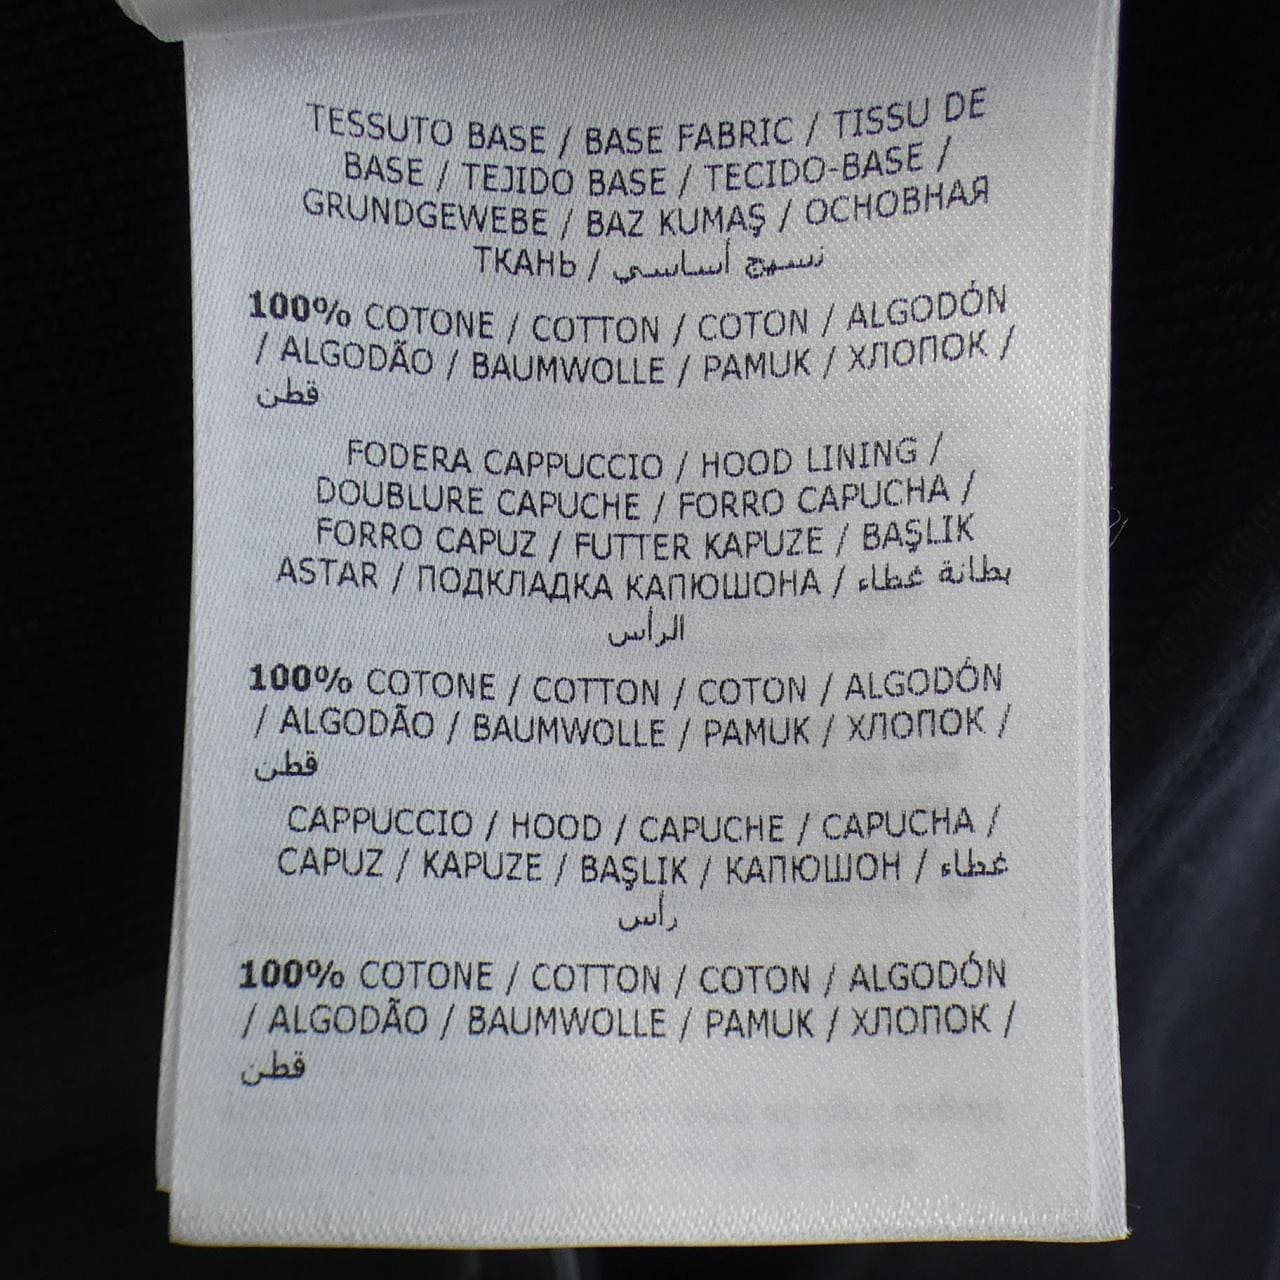 TESSUTO BASE / BASE FABRIC / TISSU DE
BASE / TEJIDO BASE / TECIDO-BASE /
GRUNDGEWEBE / BAZ KUMAŞ / ОСНОВНАЯ
ТКАНЬ / نسيج أساسي
100% COTONE / COTTON / COTON / ALGODÓN
/ ALGODÃO / BAUMWOLLE / PAMUK / ХЛОПОК /
قطن
FODERA CAPPUCCIO / HOOD LINING /
DOUBLURE CAPUCHE / FORRO CAPUCHA /
FORRO CAPUZ / FUTTER KAPUZE / BAŞLIK
ASTAR / ПОДКЛАДКА КАПЮШОНА / بطانة غطاء
الرأس
100% COTONE / COTTON / COTON / ALGODÓN
/ ALGODÃO / BAUMWOLLE / PAMUK / ХЛОПОК /
قطن
CAPPUCCIO / HOOD / CAPUCHE / CAPUCHA /
CAPUZ / KAPUZE / BAŞLIK / КАПЮШОН / غطاء
رأس
100% COTONE / COTTON / COTON / ALGODÓN
/ ALGODÃO / BAUMWOLLE / PAMUK / ХЛОПОК /
قطن